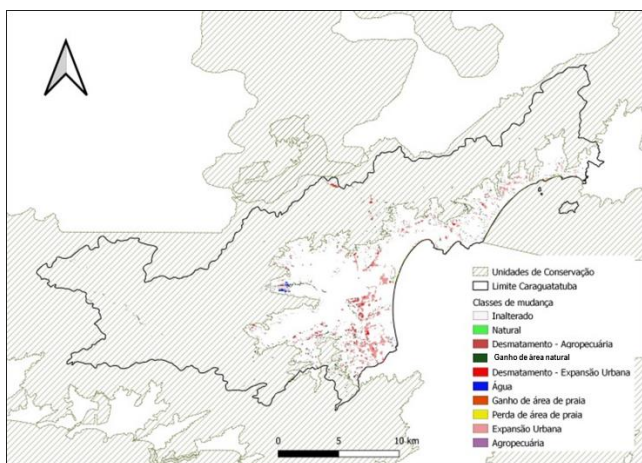 Unidades de Conservação
Limite Caraguatatuba
Classes de mudança
Inalterado
Natural
Desmatamento - Agropecuária
Ganho de área natural
Desmatamento - Expansão Urbana
Água
Ganho de área de praia
Perda de área de praia
Expansão Urbana
Agropecuária
0 5 10 km